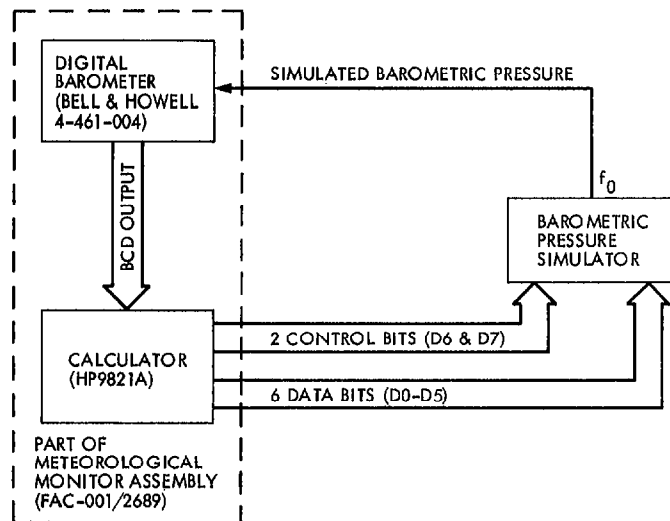 DIGITAL
BAROMETER
(BELL & HOWELL
4-461-004)
SIMULATED BAROMETRIC PRESSURE
BCD OUTPUT
f0
BAROMETRIC
PRESSURE
SIMULATOR
CALCULATOR
(HP9821A)
2 CONTROL BITS (D6 & D7)
6 DATA BITS (D0-D5)
PART OF
METEOROLOGICAL
MONITOR ASSEMBLY
(FAC-001/2689)